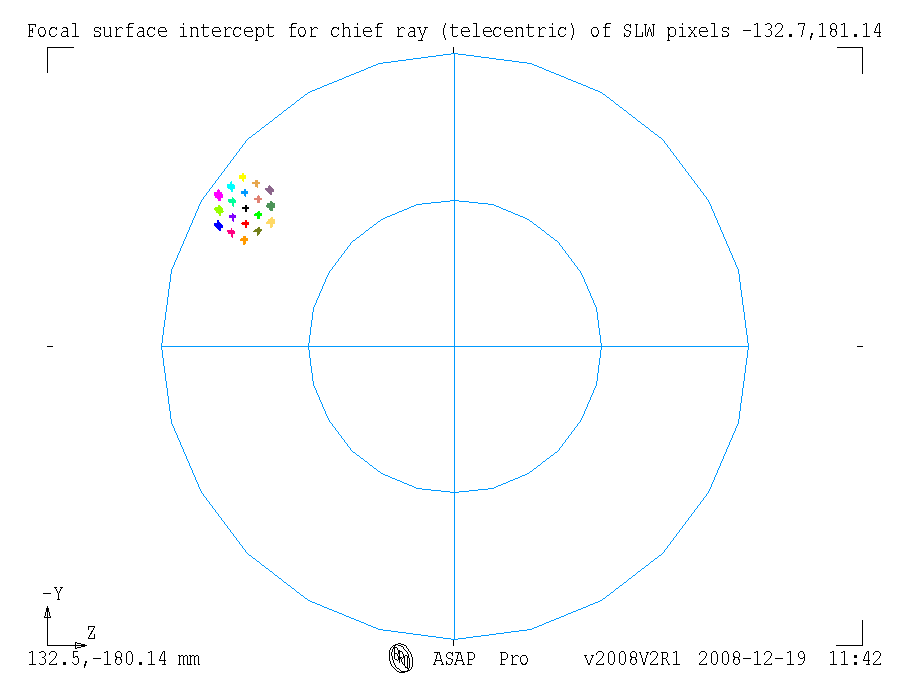 Focal surface intercept for chief ray (telecentric) of SLW pixels -132.7,181.14
-Y
Z
132.5,-180.14 mm
ASAP Pro v2008V2R1 2008-12-19 11:42